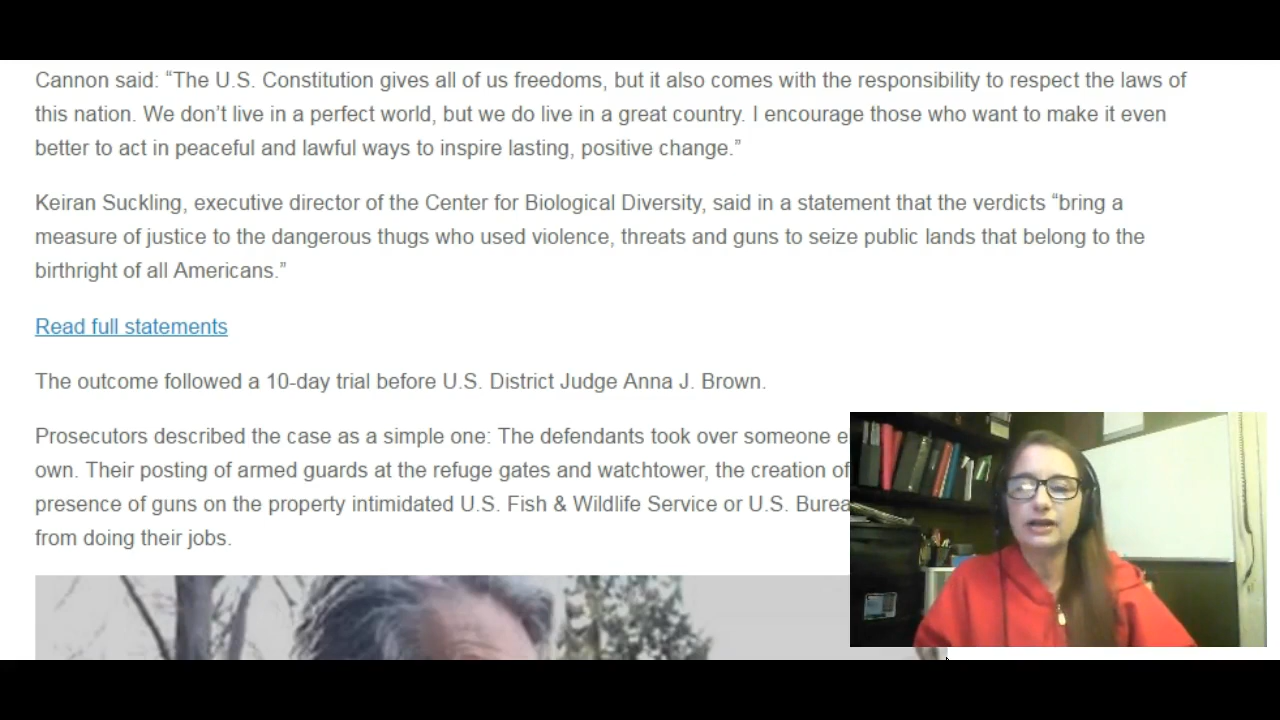 Cannon said: “The U.S. Constitution gives all of us freedoms, but it also comes with the responsibility to respect the laws of
this nation. We don’t live in a perfect world, but we do live in a great country. I encourage those who want to make it even
better to act in peaceful and lawful ways to inspire lasting, positive change.”
Keiran Suckling, executive director of the Center for Biological Diversity, said in a statement that the verdicts “bring a
measure of justice to the dangerous thugs who used violence, threats and guns to seize public lands that belong to the
birthright of all Americans.”
Read full statements
The outcome followed a 10-day trial before U.S. District Judge Anna J. Brown.
Prosecutors described the case as a simple one: The defendants took over someone e
own. Their posting of armed guards at the refuge gates and watchtower, the creation of
presence of guns on the property intimidated U.S. Fish & Wildlife Service or U.S. Burea
from doing their jobs.